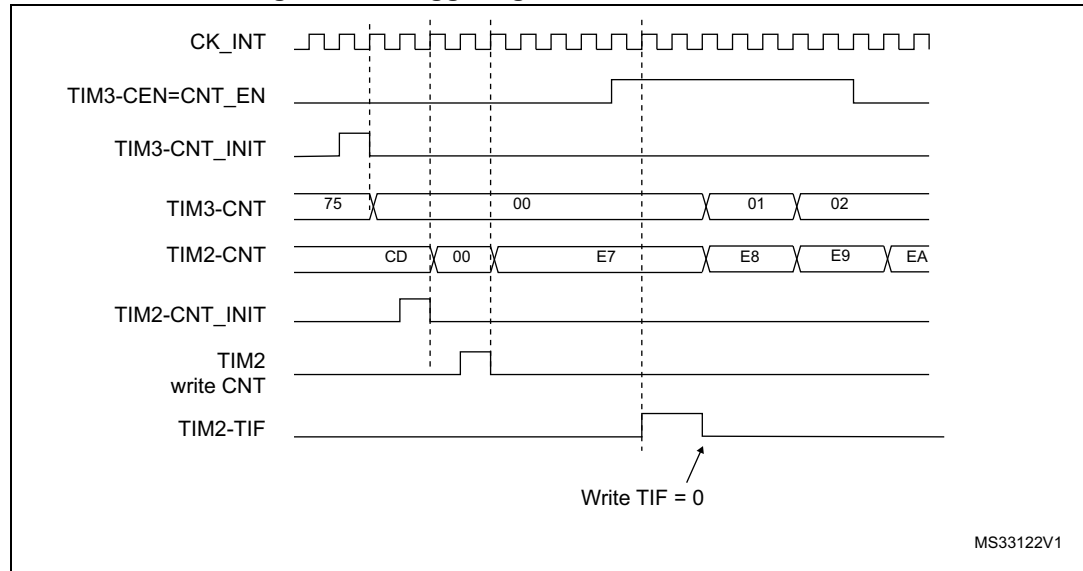 CK_INT
TIM3-CEN=CNT_EN
TIM3-CNT_INIT
TIM3-CNT 75 00 01 02
TIM2-CNT CD 00 E7 E8 E9 EA
TIM2-CNT_INIT
TIM2
write CNT
TIM2-TIF
Write TIF = 0
MS33122V1